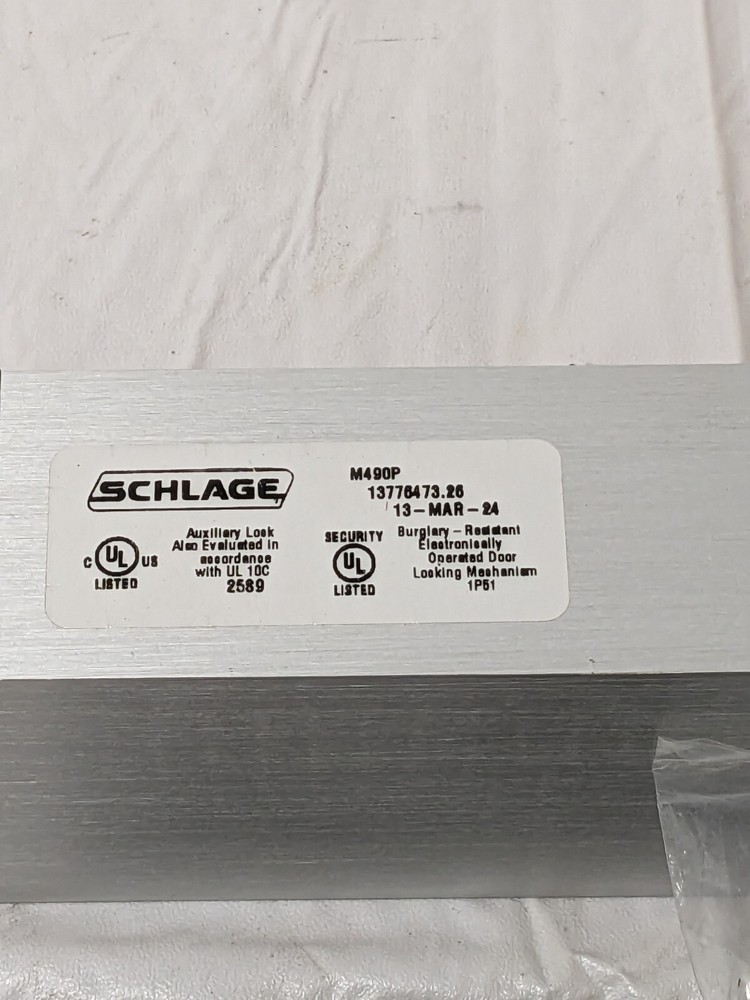 SCHLAGE
M490P
13776473.26
13-MAR-24
C UL US
LISTED
Auxiliary Lock
Also Evaluated in
accordance
with UL 10C
2589
SECURITY
UL
LISTED
Burglary-Resistant
Electronically
Operated Door
Locking Mechanism
1P51